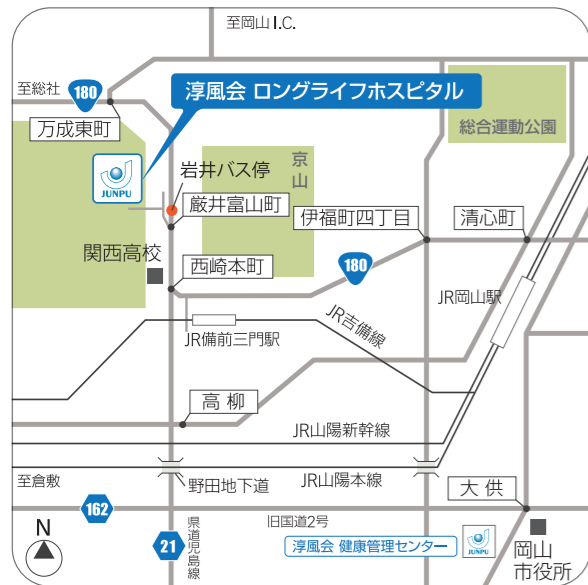 至岡山 I.C.
至総社
180
淳風会 ロングライフホスピタル
万成東町
総合運動公園
JUNPU
京山
岩井バス停
厳井富山町
伊福町四丁目
清心町
関西高校
西崎本町
180
JR岡山駅
JR吉備線
JR備前三門駅
高柳
JR山陽新幹線
至倉敷
野田地下道
JR山陽本線
大供
162
N
21
県道児島線
旧国道2号
淳風会 健康管理センター
JUNPU
岡山
市役所